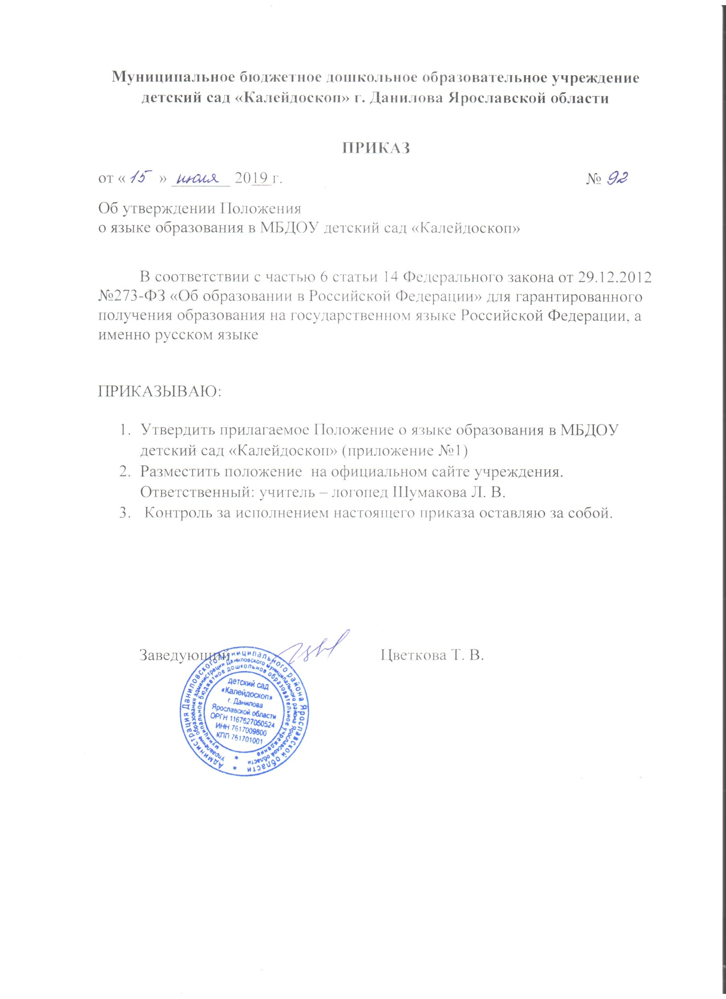 Муниципальное бюджетное дошкольное образовательное учреждение
детский сад «Калейдоскоп» г. Данилова Ярославской области
ПРИКАЗ
от « 15 » июля 2019 г. № 92
Об утверждении Положения
о языке образования в МБДОУ детский сад «Калейдоскоп»
В соответствии с частью 6 статьи 14 Федерального закона от 29.12.2012
№273-ФЗ «Об образовании в Российской Федерации» для гарантированного
получения образования на государственном языке Российской Федерации, а
именно русском языке
ПРИКАЗЫВАЮ:
1. Утвердить прилагаемое Положение о языке образования в МБДОУ
детский сад «Калейдоскоп» (приложение №1)
2. Разместить положение на официальном сайте учреждения.
Ответственный: учитель – логопед Шумакова Л. В.
3. Контроль за исполнением настоящего приказа оставляю за собой.
Заведующий Цветкова Т. В.
Администрация Даниловского муниципального района Ярославской области
Управление образования администрации Даниловского муниципального района Ярославской области
муниципальное бюджетное дошкольное образовательное учреждение
детский сад
«Калейдоскоп»
г. Данилова
Ярославской области
ОРГН 1167627050524
ИНН 7617009800
КПП 761701001